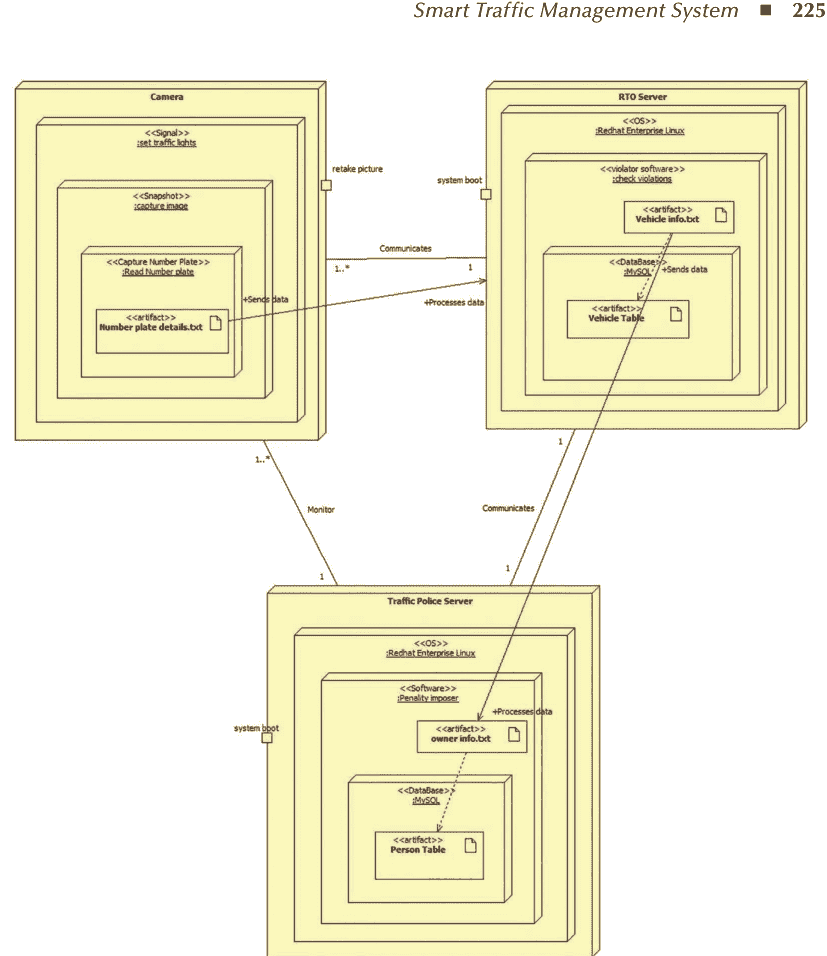 Smart Traffic Management System ■ 225
Camera
<<Signal>>
:set traffic lights
<<Snapshot>>
:capture image
<<Capture Number Plate>>
:Read Number plate
<<artifact>>
Number plate details.txt
retake picture
Communicates
1..*
1
+Sends data
+Processes data
RTO Server
<<OS>>
:Redhat Enterprise Linux
system boot
<<violator software>>
:check violations
<<artifact>>
Vehicle info.txt
<<DataBase>>
:MySQL
+Sends data
<<artifact>>
Vehicle Table
1..*
Monitor
1
1
Communicates
1
Traffic Police Server
<<OS>>
:Redhat Enterprise Linux
<<Software>>
:Penality imposer
system boot
+Processes data
<<artifact>>
owner info.txt
<<DataBase>>
:MySQL
<<artifact>>
Person Table